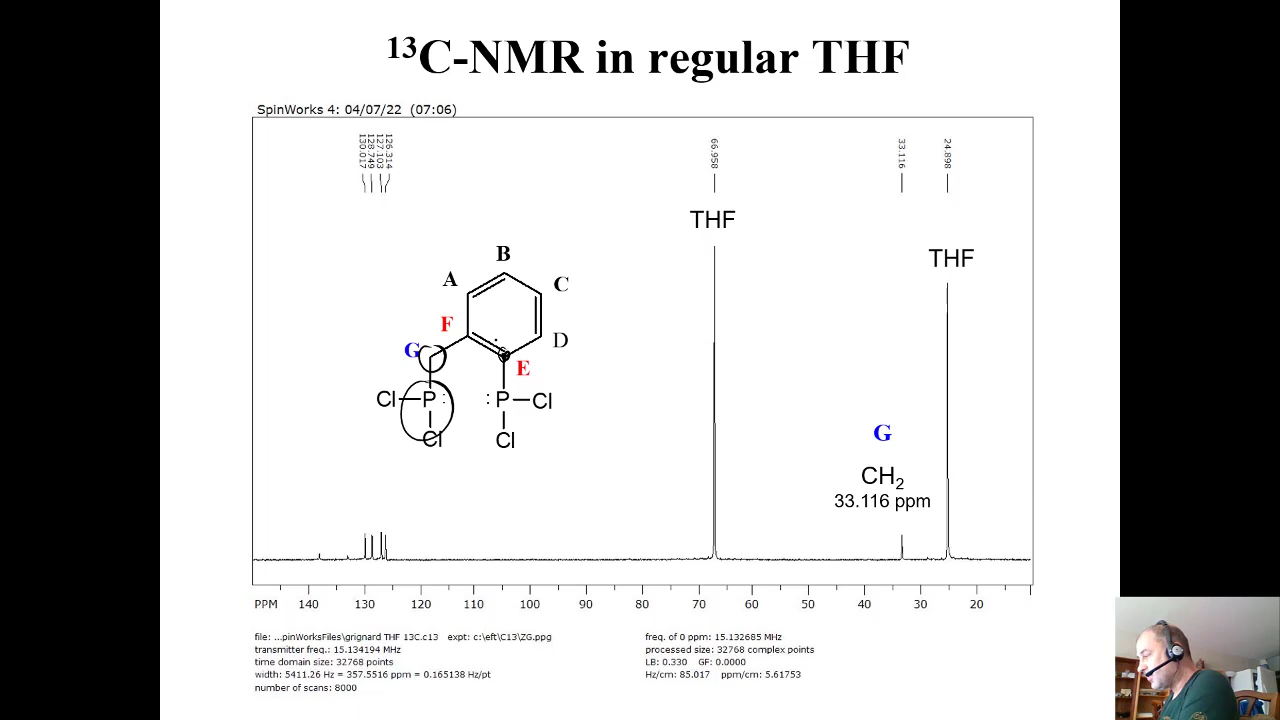 13C-NMR in regular THF
SpinWorks 4: 04/07/22 (07:06)
130.017
128.749
127.103
126.314
66.958
33.116
24.898
THF
THF
B
A
C
F
D
G
E
Cl P : : P Cl
Cl Cl
G
CH2
33.116 ppm
PPM 140 130 120 110 100 90 80 70 60 50 40 30 20
file: ...pinWorksFiles\grignard THF 13C.c13 expt: c:\eft\C13\ZG.ppg
transmitter freq.: 15.134194 MHz
time domain size: 32768 points
width: 5411.26 Hz = 357.5516 ppm = 0.165138 Hz/pt
number of scans: 8000
freq. of 0 ppm: 15.132685 MHz
processed size: 32768 complex points
LB: 0.330 GF: 0.0000
Hz/cm: 85.017 ppm/cm: 5.61753